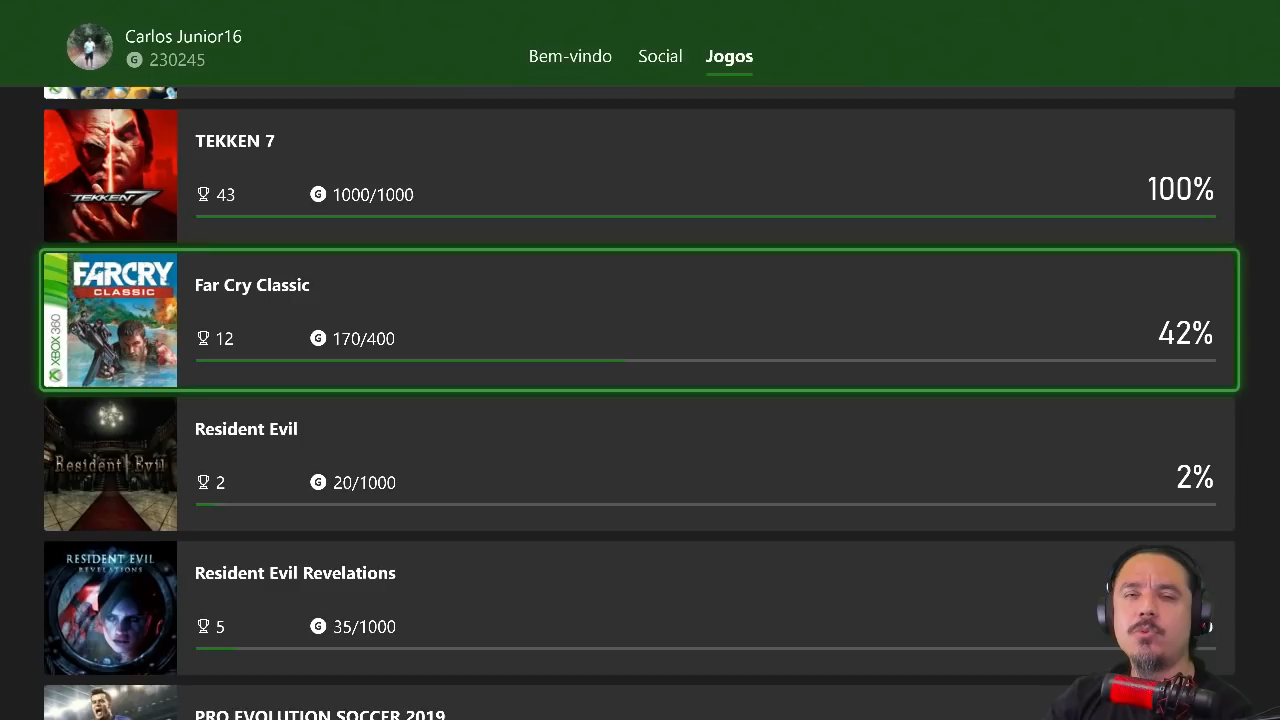 Carlos Junior16
G 230245
Bem-vindo Social Jogos
TEKKEN 7
TEKKEN 7
43 G 1000/1000 100%
FARCRY
CLASSIC
XBOX 360
Far Cry Classic
12 G 170/400 42%
Resident Evil
Resident Evil
2 G 20/1000 2%
RESIDENT EVIL
REVELATIONS
Resident Evil Revelations
5 G 35/1000
PRO EVOLUTION SOCCER 2019